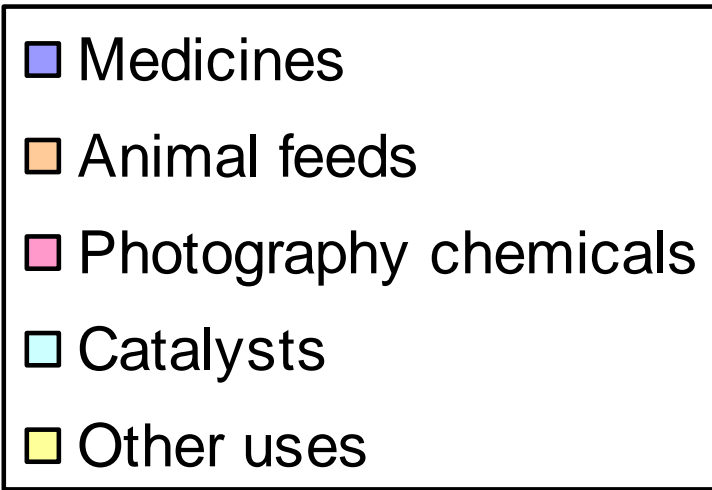 Medicines
Animal feeds
Photography chemicals
Catalysts
Other uses